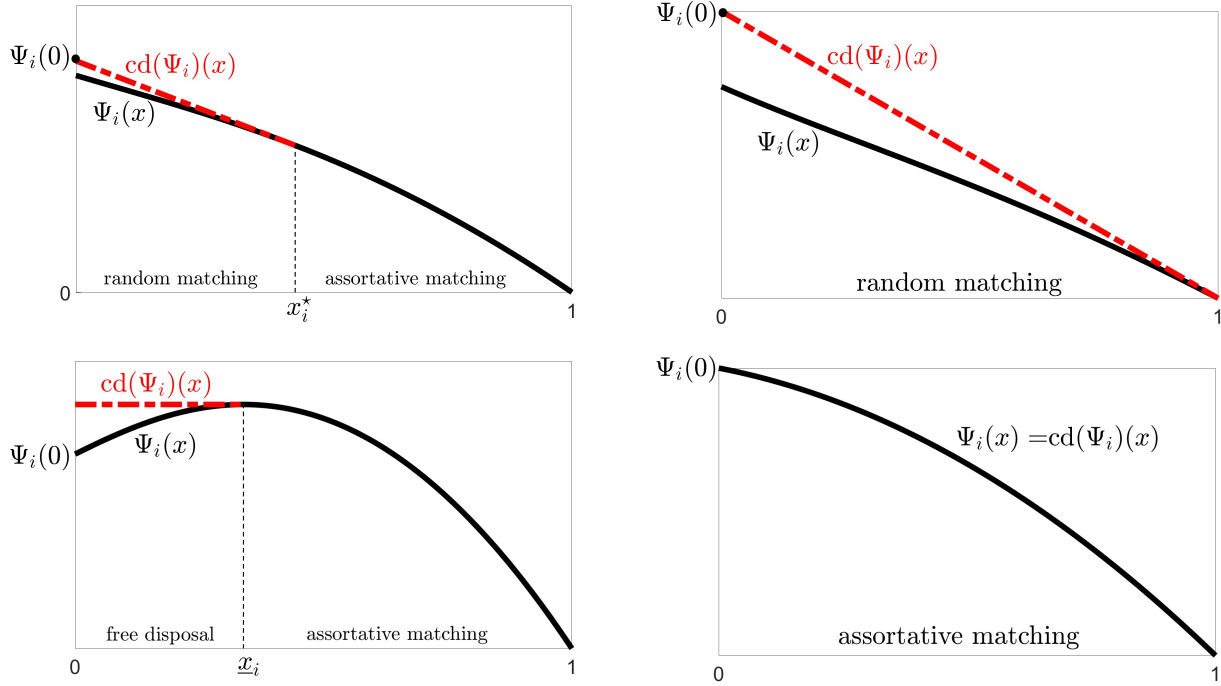 Ψᵢ(0)
cd(Ψᵢ)(x)
Ψᵢ(x)
random matching
assortative matching
0
xᵢ⋆
1
Ψᵢ(0)
cd(Ψᵢ)(x)
Ψᵢ(x)
random matching
0
1
cd(Ψᵢ)(x)
Ψᵢ(x)
Ψᵢ(0)
free disposal
assortative matching
0
x̲ᵢ
1
Ψᵢ(0)
Ψᵢ(x) =cd(Ψᵢ)(x)
assortative matching
0
1